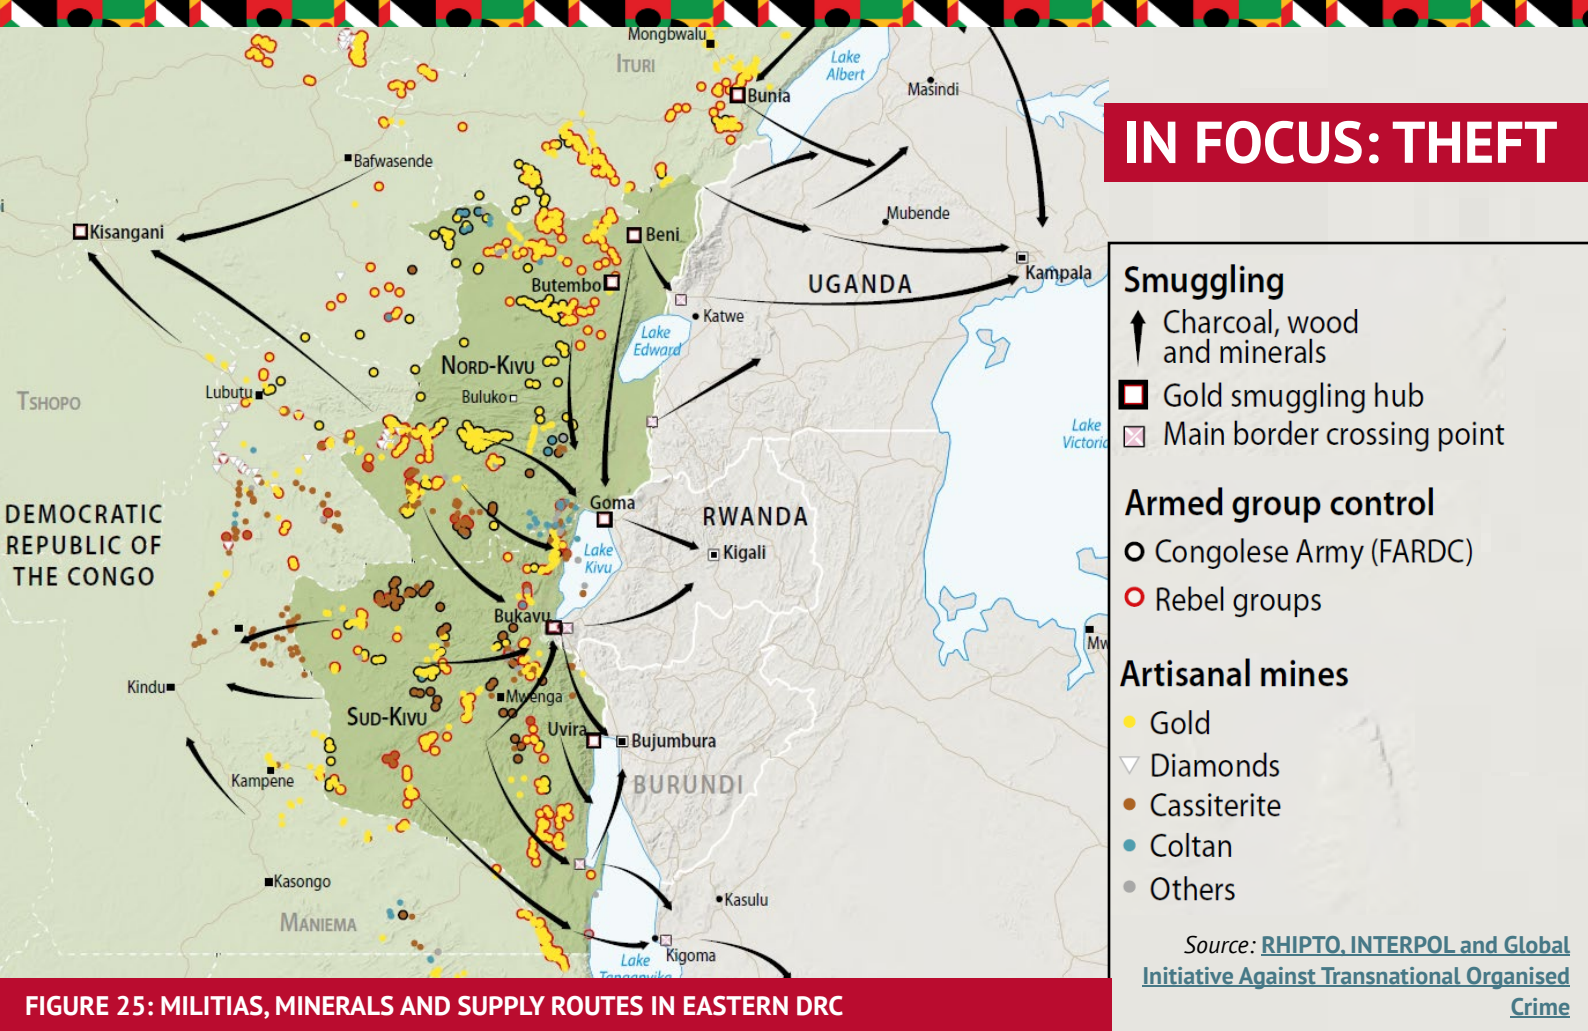 Mongbwalu
ITURI
Lake
Albert
Masindi
Bunia
IN FOCUS: THEFT
Bafwasende
Mubende
Kisangani
Beni
Kampala
UGANDA
Butembo
Katwe
Lake
Edward
NORD-KIVU
Buluko
Lubutu
TSHOPO
Lake
Goma
DEMOCRATIC
REPUBLIC OF
THE CONGO
RWANDA
Kigali
Lake
Kivu
Bukavu
Kindu
Mwenga
SUD-KIVU
Uvira
Bujumbura
BURUNDI
Kampene
Kasongo
MANIEMA
Kasulu
Kigoma
Lake
Smuggling
Charcoal, wood
and minerals
Gold smuggling hub
Main border crossing point
Armed group control
Congolese Army (FARDC)
Rebel groups
Artisanal mines
Gold
Diamonds
Cassiterite
Coltan
Others
Source: RHIPTO, INTERPOL and Global
Initiative Against Transnational Organised
Crime
FIGURE 25: MILITIAS, MINERALS AND SUPPLY ROUTES IN EASTERN DRC